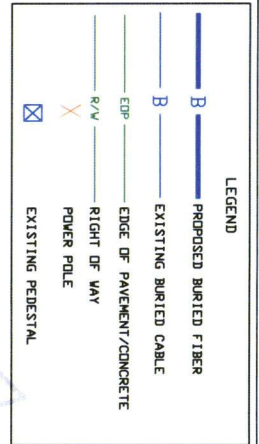 LEGEND
B PROPOSED BURIED FIBER
B EXISTING BURIED CABLE
EOP EDGE OF PAVEMENT/CONCRETE
R/W RIGHT OF WAY
POWER POLE
EXISTING PEDESTAL